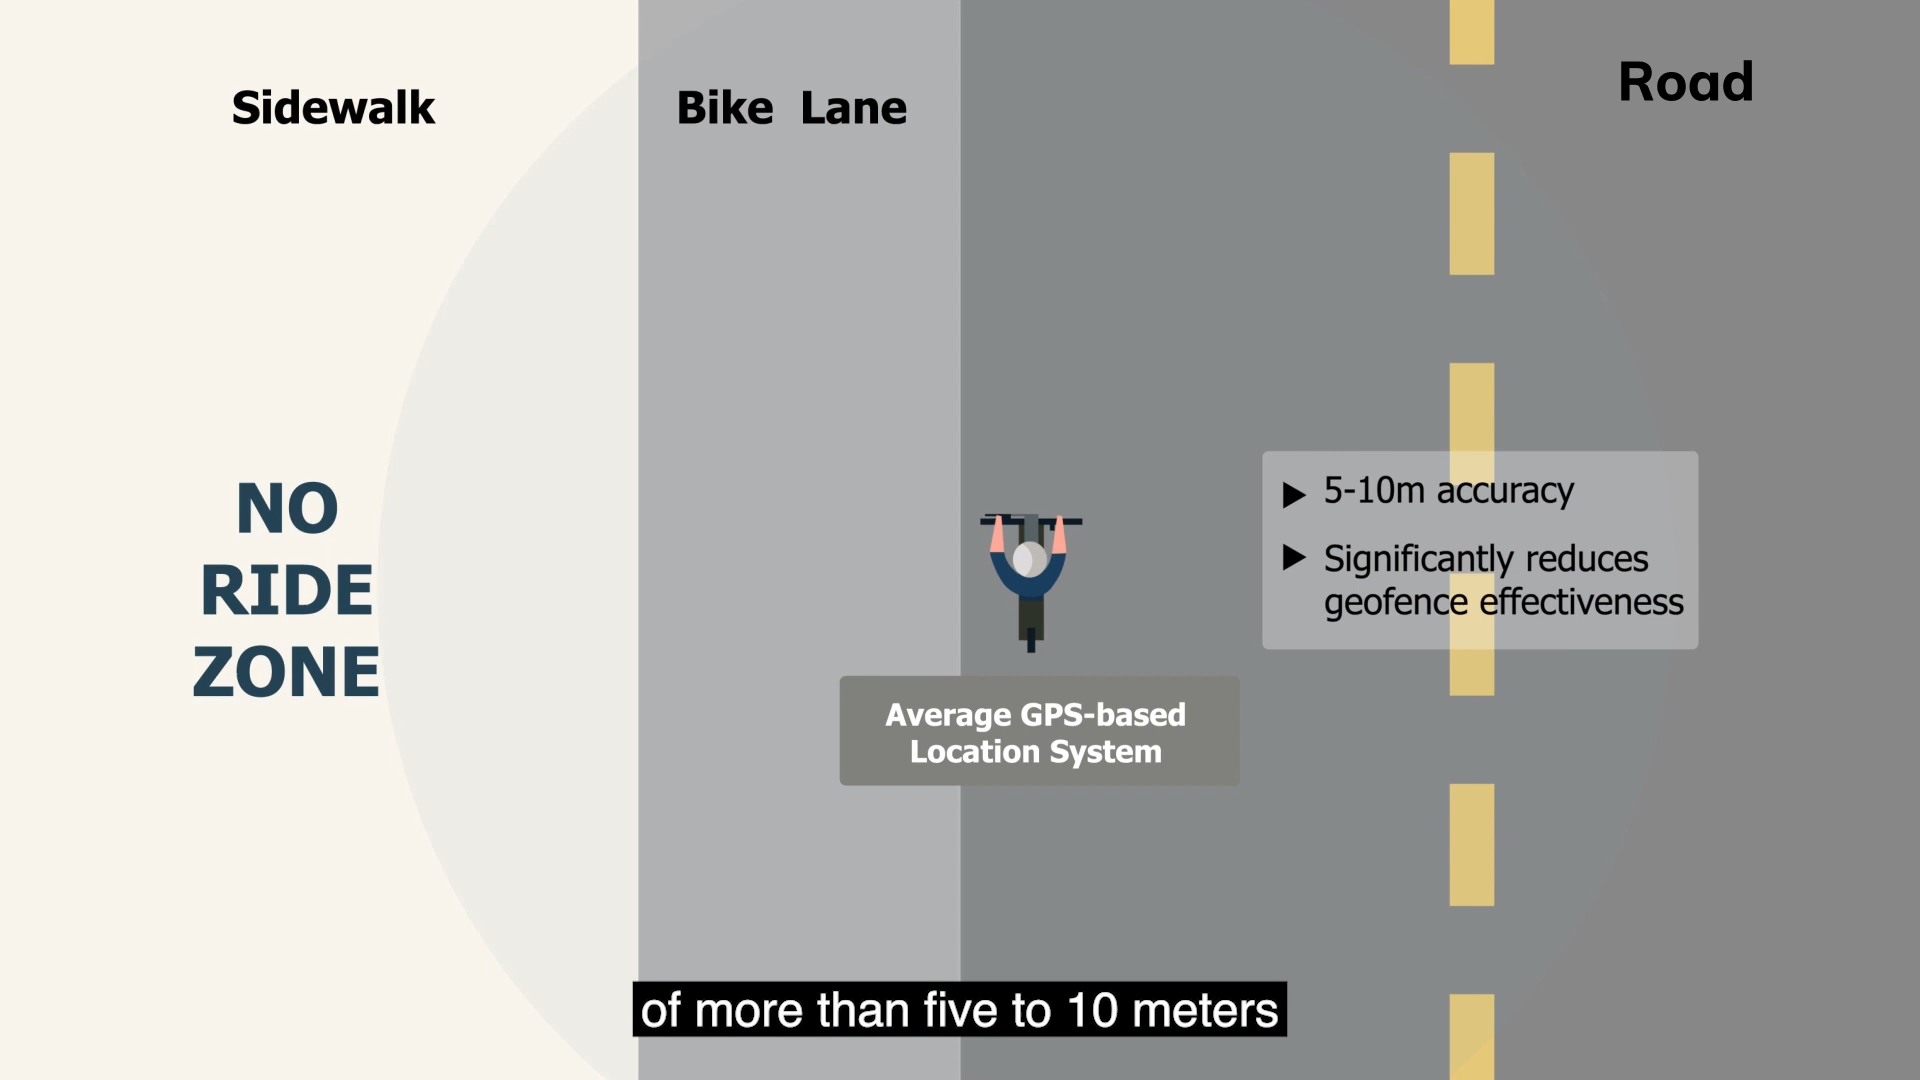 Sidewalk
Bike Lane
Road
NO
RIDE
ZONE
5-10m accuracy
Significantly reduces
geofence effectiveness
Average GPS-based
Location System
of more than five to 10 meters